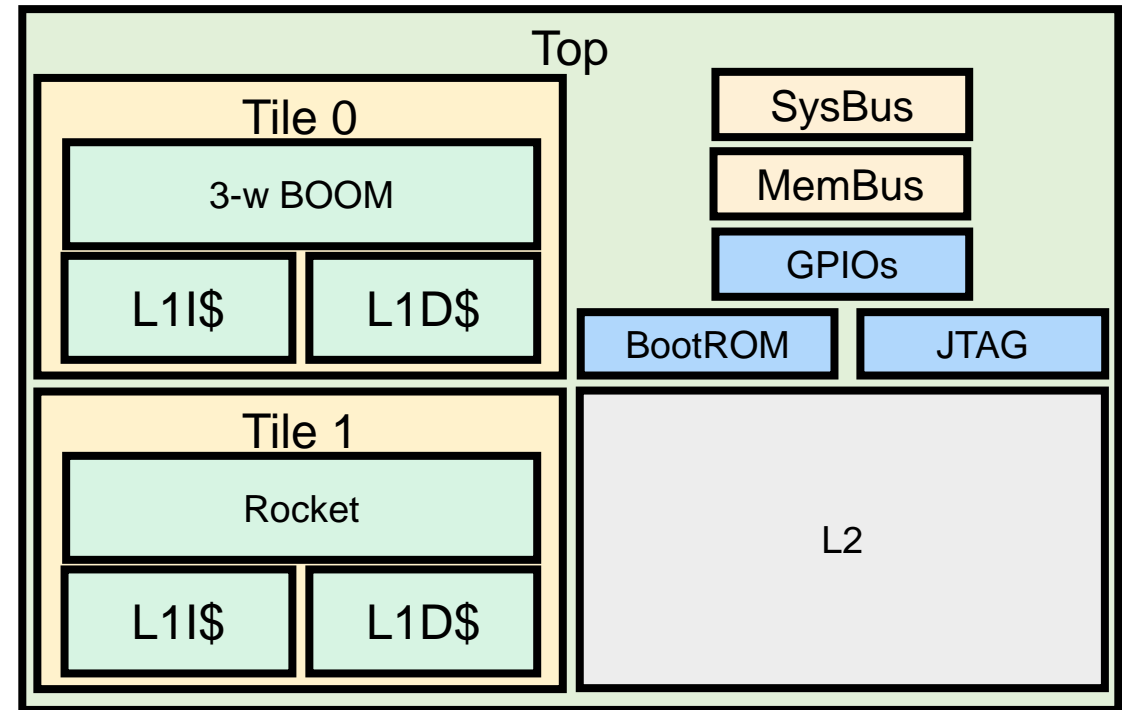 Top
Tile 0
3-w BOOM
L1I$
L1D$
Tile 1
Rocket
L1I$
L1D$
SysBus
MemBus
GPIOs
BootROM
JTAG
L2